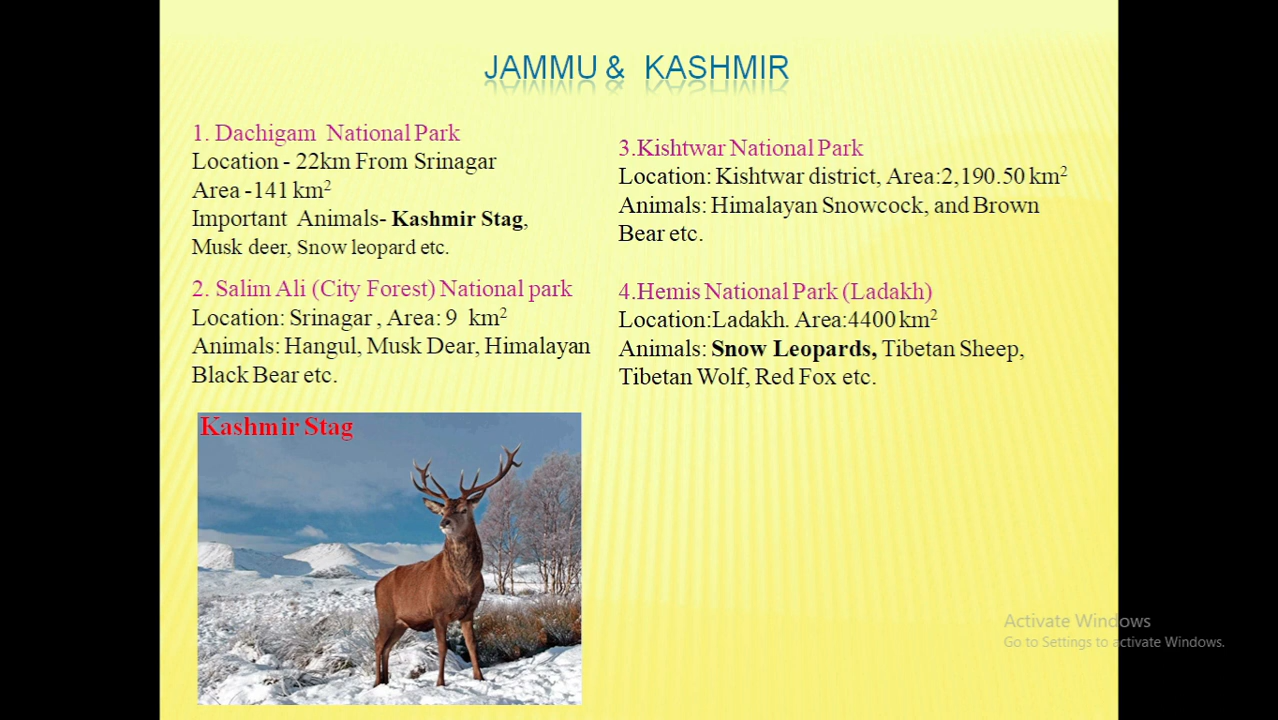 JAMMU & KASHMIR
1. Dachigam National Park
Location - 22km From Srinagar
Area -141 km²
Important Animals- Kashmir Stag,
Musk deer, Snow leopard etc.
2. Salim Ali (City Forest) National park
Location: Srinagar , Area: 9 km²
Animals: Hangul, Musk Dear, Himalayan
Black Bear etc.
Kashmir Stag
3.Kishtwar National Park
Location: Kishtwar district, Area:2,190.50 km²
Animals: Himalayan Snowcock, and Brown
Bear etc.
4.Hemis National Park (Ladakh)
Location:Ladakh. Area:4400 km²
Animals: Snow Leopards, Tibetan Sheep,
Tibetan Wolf, Red Fox etc.
Activate Windows
Go to Settings to activate Windows.